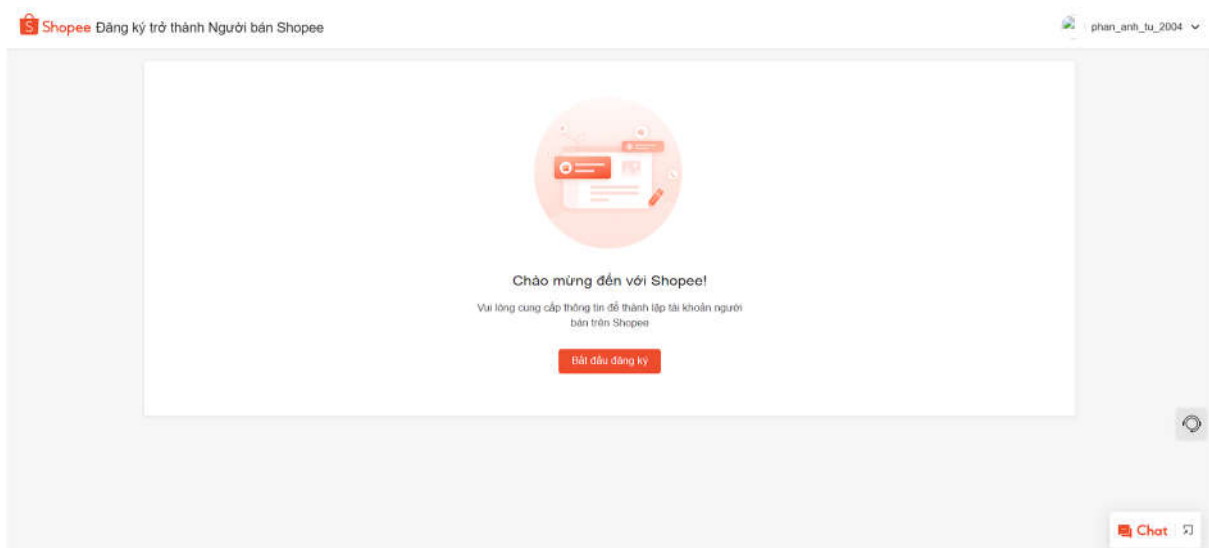 Shopee Đăng ký trở thành Người bán Shopee
phan_anh_tu_2004
Chào mừng đến với Shopee!
Vui lòng cung cấp thông tin để thành lập tài khoản người
bán trên Shopee
Bắt đầu đăng ký
Chat